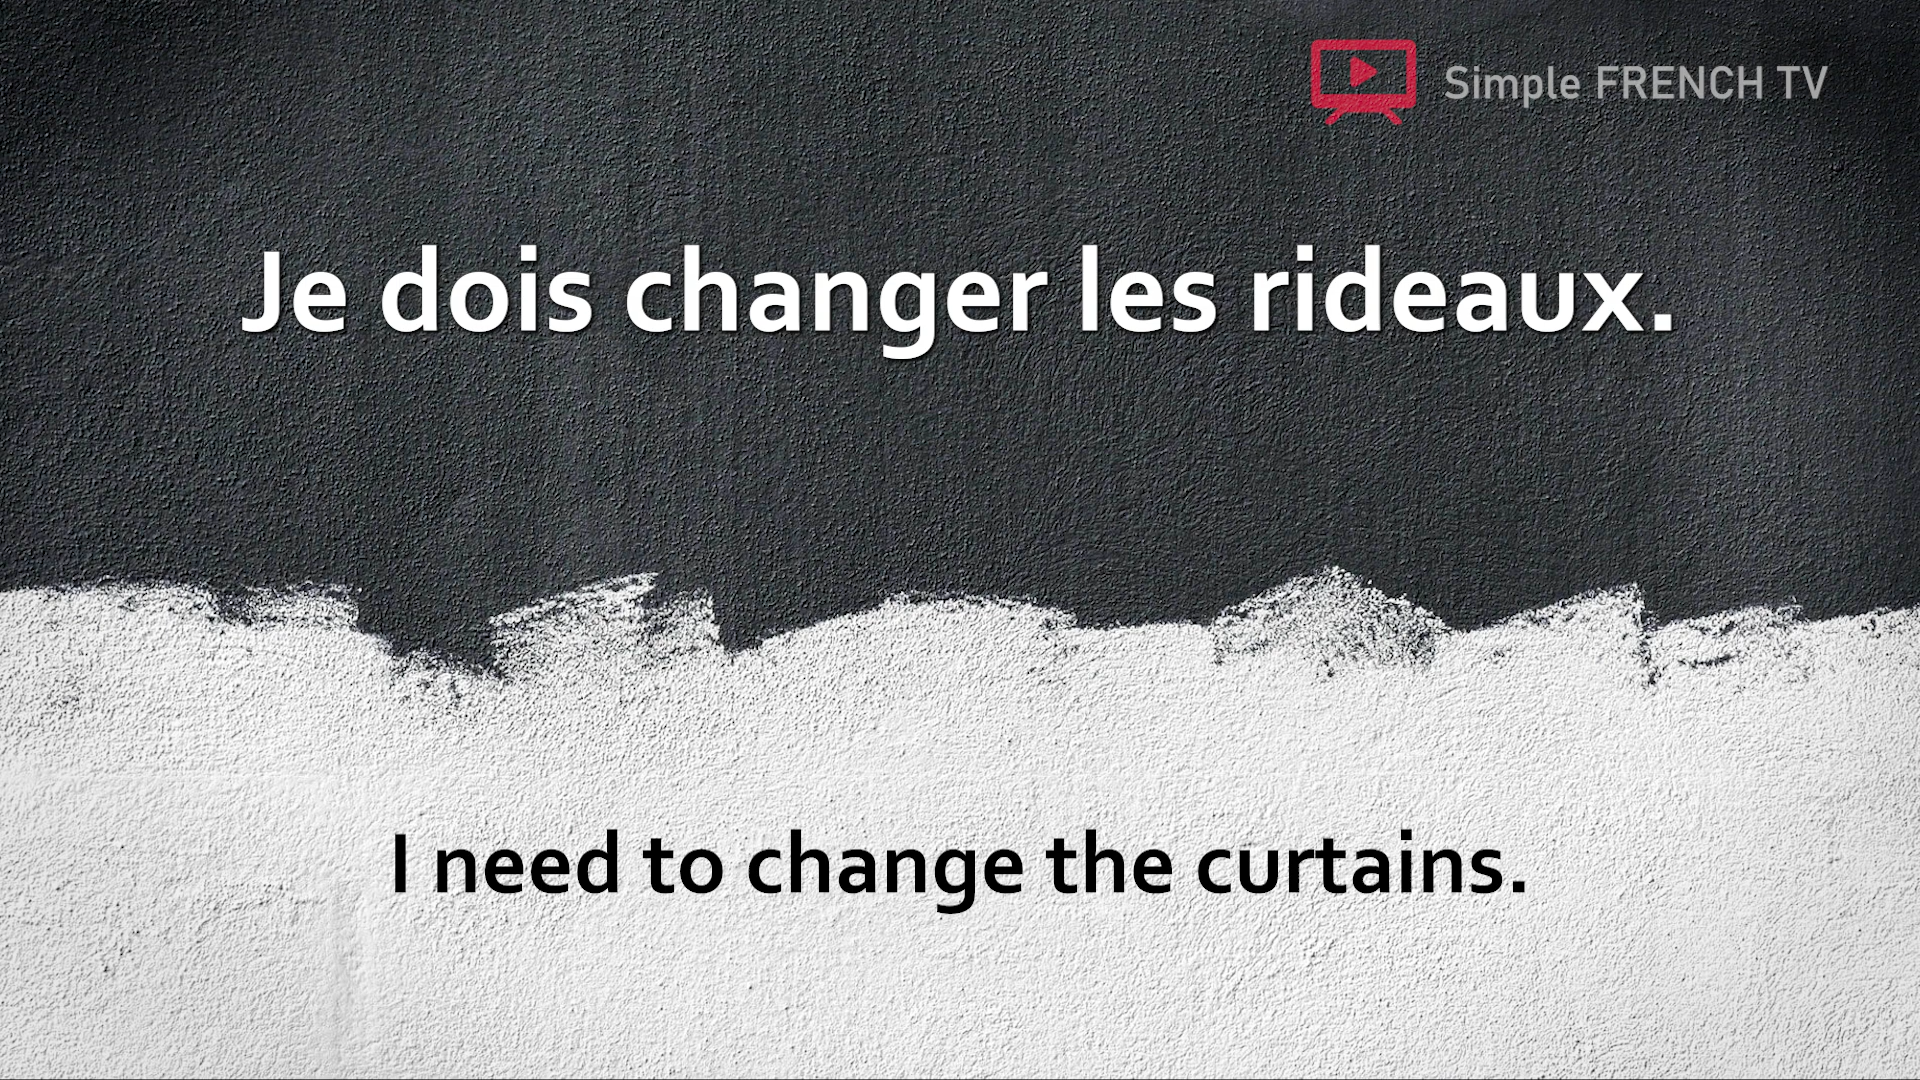 Simple FRENCH TV
Je dois changer les rideaux.
I need to change the curtains.